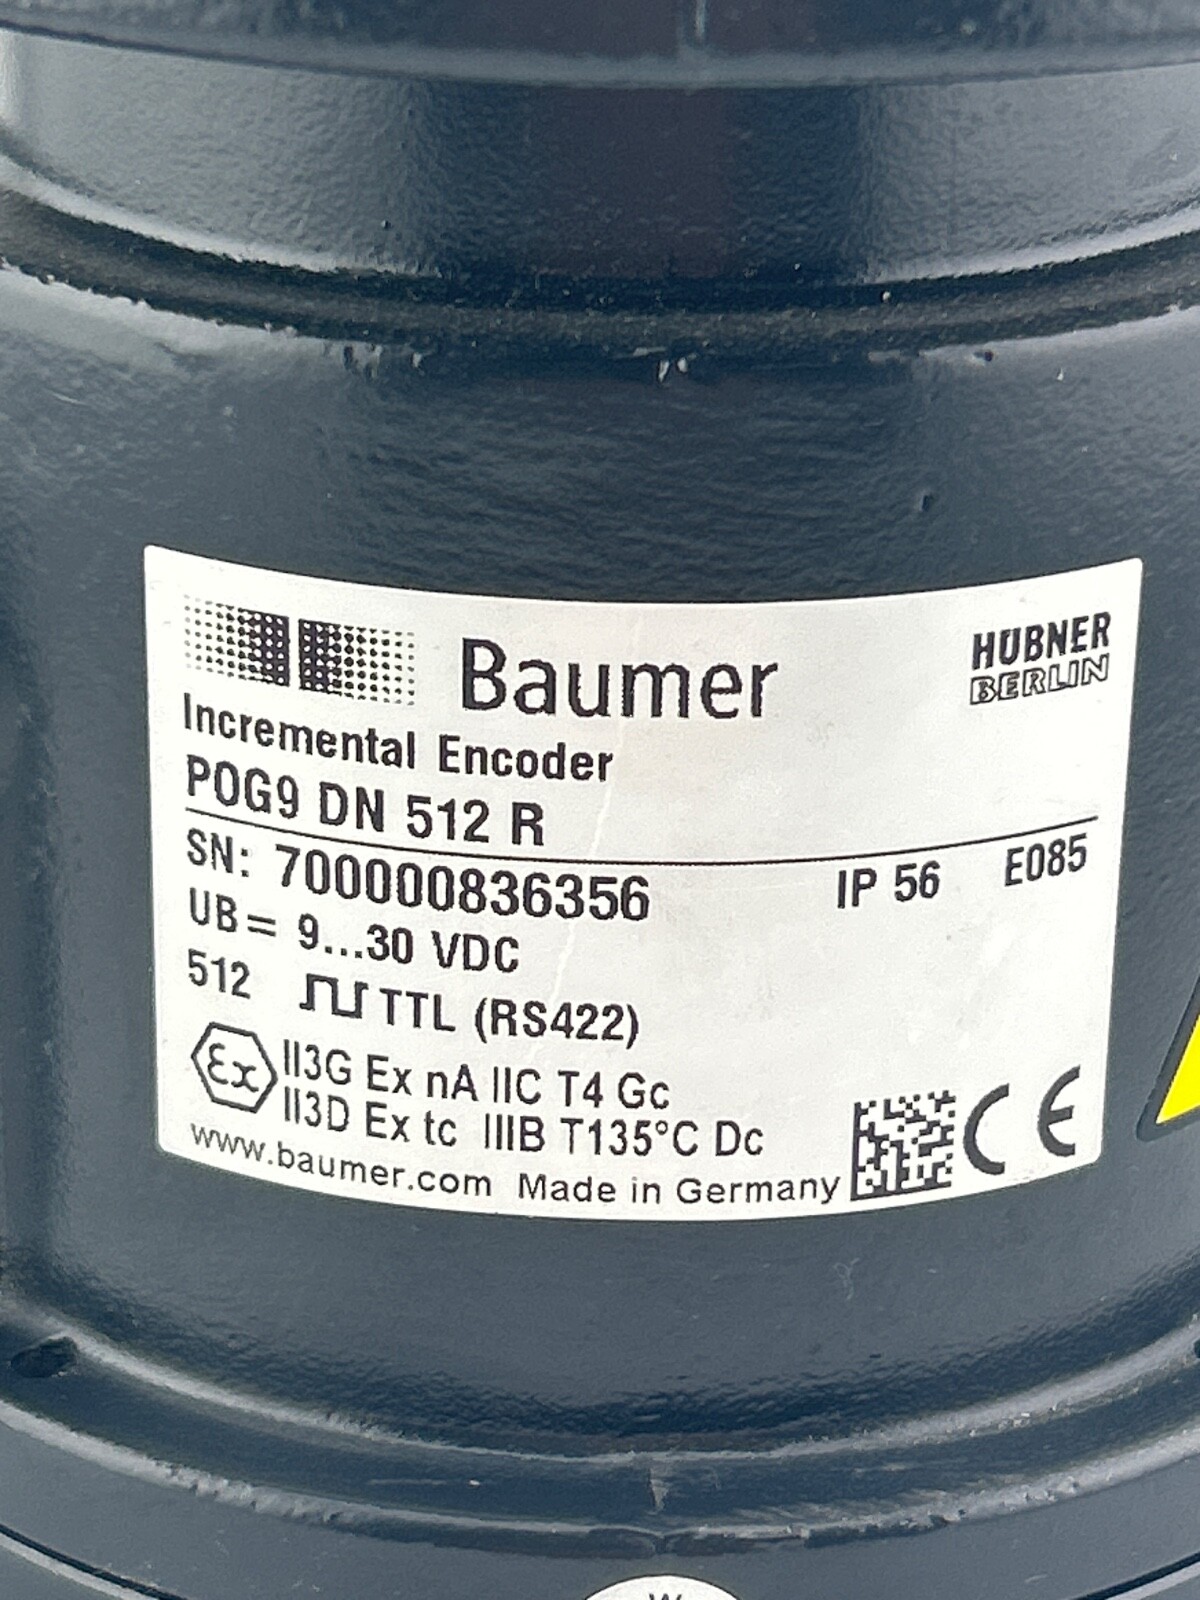 Baumer
HÜBNER
BERLIN
Incremental Encoder
POG9 DN 512 R
SN: 700000836356 IP 56 E085
UB= 9...30 VDC
512 TTL (RS422)
Ex II3G Ex nA IIC T4 Gc
II3D Ex tc IIIB T135°C Dc
www.baumer.com Made in Germany CE